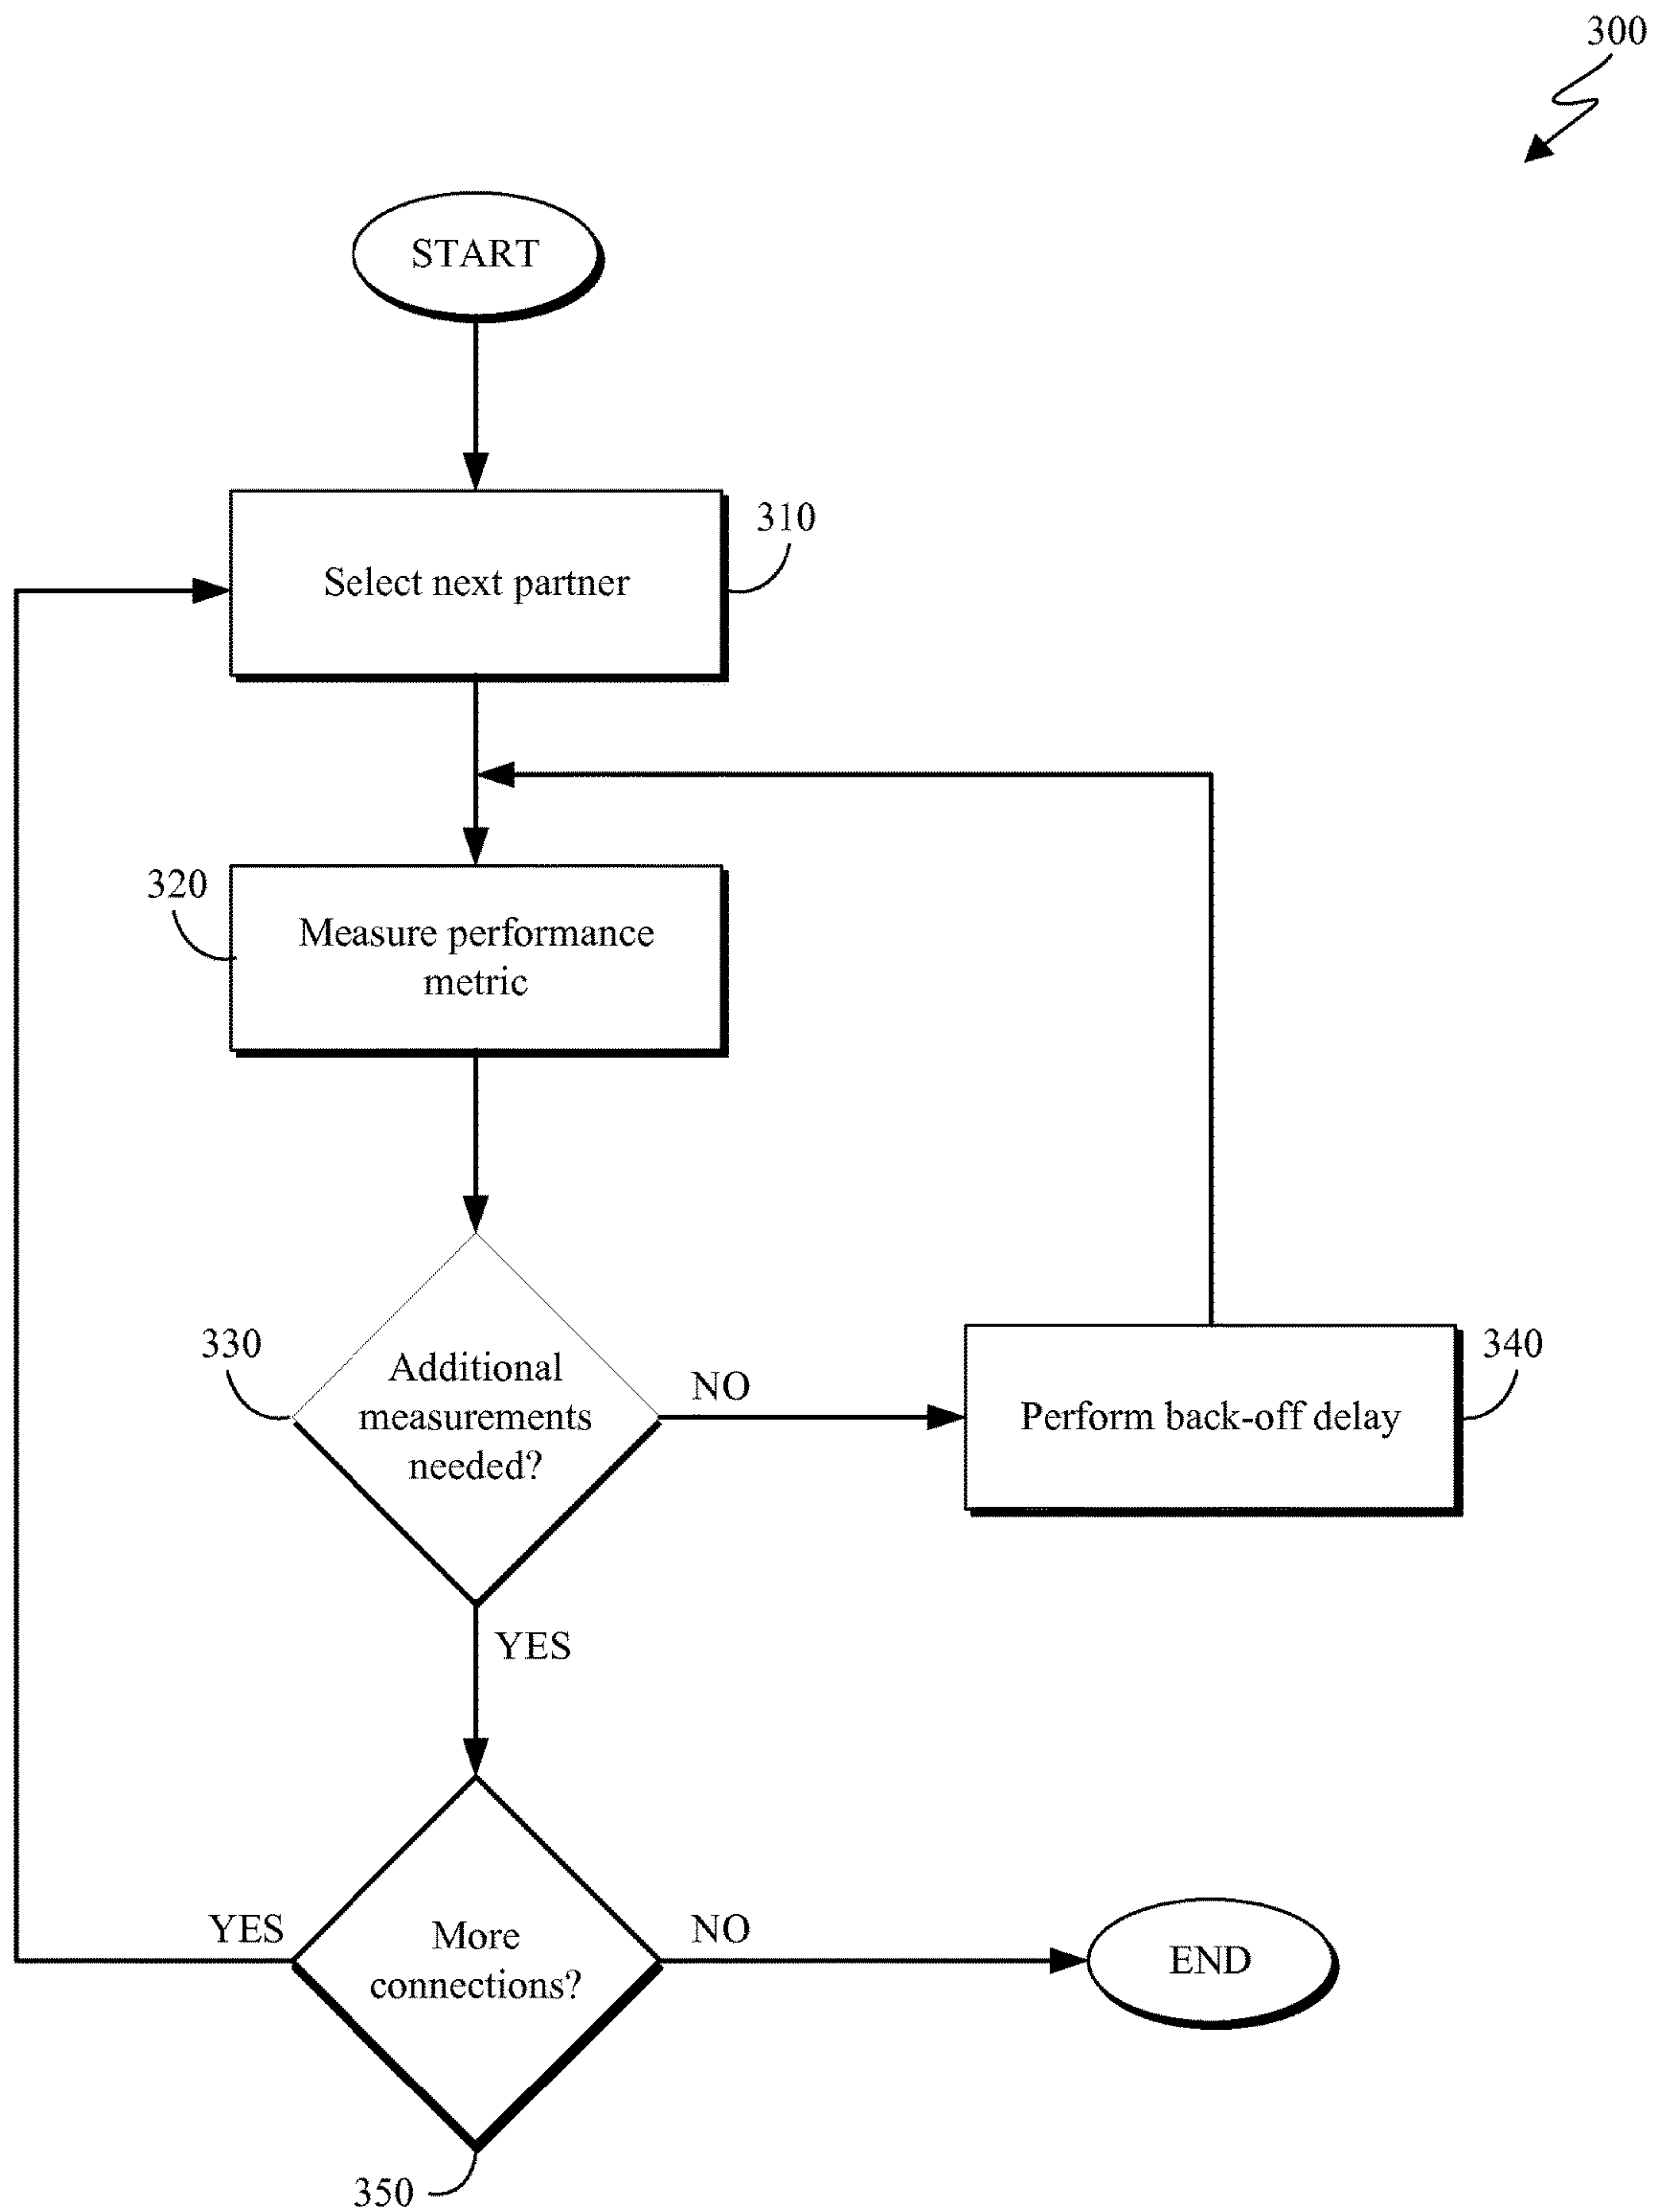 300
START
310
Select next partner
320
Measure performance
metric
330
Additional
measurements
needed?
NO
340
Perform back-off delay
YES
YES
More
connections?
NO
END
350